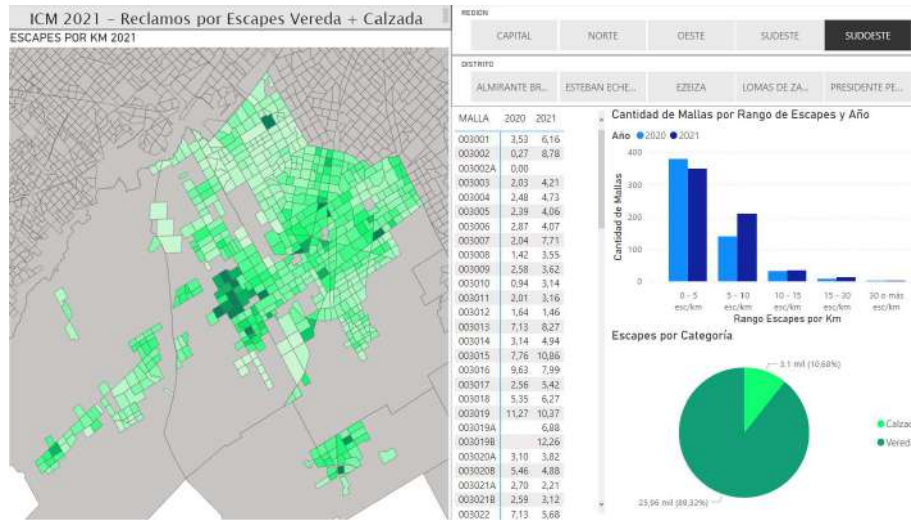 ICM 2021 - Reclamos por Escapes Vereda + Calzada
ESCAPES POR KM 2021
REGION
CAPITAL NORTE OESTE SUDESTE SUDOESTE
DISTRITO
ALMIRANTE BR... ESTEBAN ECHE... EZEIZA LOMAS DE ZA... PRESIDENTE PE...
MALLA 2020 2021
003001 3,53 6,16
003002 0,27 8,78
003002A 0,00
003003 2,03 4,21
003004 2,48 4,73
003005 2,39 4,06
003006 2,87 4,07
003007 2,04 7,71
003008 1,42 3,55
003009 2,58 3,62
003010 0,94 3,14
003011 2,01 3,16
003012 1,64 1,46
003013 7,13 8,27
003014 3,14 4,94
003015 7,76 10,86
003016 9,63 7,99
003017 2,56 5,42
003018 5,35 6,27
003019 11,27 10,37
003019A 6,88
003019B 12,26
003020A 3,10 3,82
003020B 5,46 4,88
003021A 2,70 2,21
003021B 2,59 3,12
003022 7,13 5,68
Cantidad de Mallas por Rango de Escapes y Año
Año 2020 2021
Cantidad de Mallas
400
300
200
100
0
0 - 5 5 - 10 10 - 15 15 - 30 30 o más
esc/km esc/km esc/km esc/km esc/km
Rango Escapes por Km
Escapes por Categoría
3,1 mil (10,68%)
Calzad
Vered
25,96 mil (89,32%)